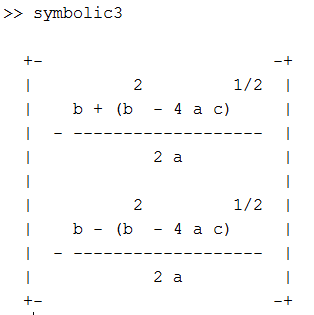 >> symbolic3
+-                        -+
|           2         1/2  |
|     b + (b  - 4 a c)     |
|   - -------------------  |
|             2 a          |
|                          |
|           2         1/2  |
|     b - (b  - 4 a c)     |
|   - -------------------  |
|             2 a          |
+-                        -+